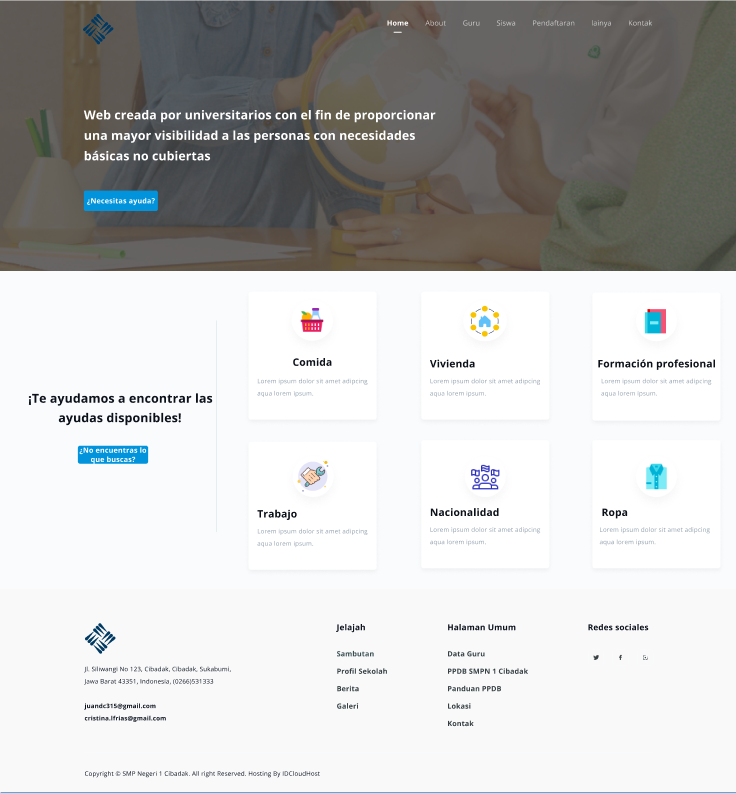 Home About Guru Siswa Pendaftaran lainya Kontak
Web creada por universitarios con el fin de proporcionar
una mayor visibilidad a las personas con necesidades
básicas no cubiertas
¿Necesitas ayuda?
¡Te ayudamos a encontrar las
ayudas disponibles!
¿No encuentras lo
que buscas?
Comida
Lorem ipsum dolor sit amet adipcing
aqua lorem ipsum.
Vivienda
Lorem ipsum dolor sit amet adipcing
aqua lorem ipsum.
Formación profesional
Lorem ipsum dolor sit amet adipcing
aqua lorem ipsum.
Trabajo
Lorem ipsum dolor sit amet adipcing
aqua lorem ipsum.
Nacionalidad
Lorem ipsum dolor sit amet adipcing
aqua lorem ipsum.
Ropa
Lorem ipsum dolor sit amet adipcing
aqua lorem ipsum.
Jl. Siliwangi No 123, Cibadak, Cibadak, Sukabumi,
Jawa Barat 43351, Indonesia, (0266)531333
juandc315@gmail.com
cristina.lfrias@gmail.com
Jelajah
Sambutan
Profil Sekolah
Berita
Galeri
Halaman Umum
Data Guru
PPDB SMPN 1 Cibadak
Panduan PPDB
Lokasi
Kontak
Redes sociales
Copyright © SMP Negeri 1 Cibadak. All right Reserved. Hosting By IDCloudHost